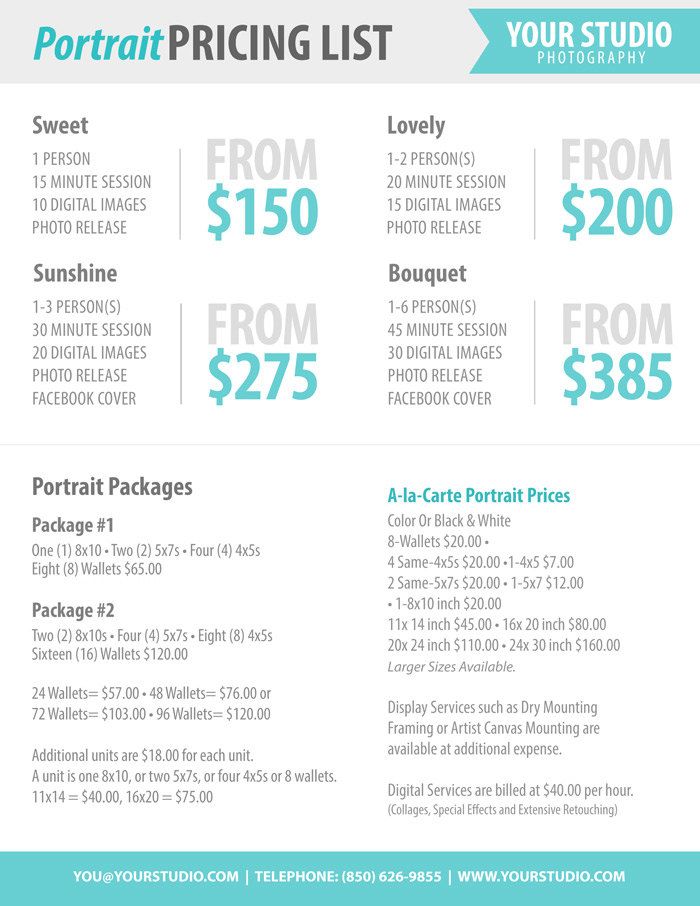 Portrait PRICING LIST
YOUR STUDIO
PHOTOGRAPHY
Sweet
1 PERSON
15 MINUTE SESSION
10 DIGITAL IMAGES
PHOTO RELEASE
FROM
$150
Lovely
1-2 PERSON(S)
20 MINUTE SESSION
15 DIGITAL IMAGES
PHOTO RELEASE
FROM
$200
Sunshine
1-3 PERSON(S)
30 MINUTE SESSION
20 DIGITAL IMAGES
PHOTO RELEASE
FACEBOOK COVER
FROM
$275
Bouquet
1-6 PERSON(S)
45 MINUTE SESSION
30 DIGITAL IMAGES
PHOTO RELEASE
FACEBOOK COVER
FROM
$385
Portrait Packages
Package #1
One (1) 8x10 • Two (2) 5x7s • Four (4) 4x5s
Eight (8) Wallets $65.00
Package #2
Two (2) 8x10s • Four (4) 5x7s • Eight (8) 4x5s
Sixteen (16) Wallets $120.00
24 Wallets= $57.00 • 48 Wallets= $76.00 or
72 Wallets= $103.00 • 96 Wallets= $120.00
Additional units are $18.00 for each unit.
A unit is one 8x10, or two 5x7s, or four 4x5s or 8 wallets.
11x14 = $40.00, 16x20 = $75.00
A-la-Carte Portrait Prices
Color Or Black & White
8-Wallets $20.00 •
4 Same-4x5s $20.00 •1-4x5 $7.00
2 Same-5x7s $20.00 • 1-5x7 $12.00
• 1-8x10 inch $20.00
11x 14 inch $45.00 • 16x 20 inch $80.00
20x 24 inch $110.00 • 24x 30 inch $160.00
Larger Sizes Available.
Display Services such as Dry Mounting
Framing or Artist Canvas Mounting are
available at additional expense.
Digital Services are billed at $40.00 per hour.
(Collages, Special Effects and Extensive Retouching)
YOU@YOURSTUDIO.COM | TELEPHONE: (850) 626-9855 | WWW.YOURSTUDIO.COM